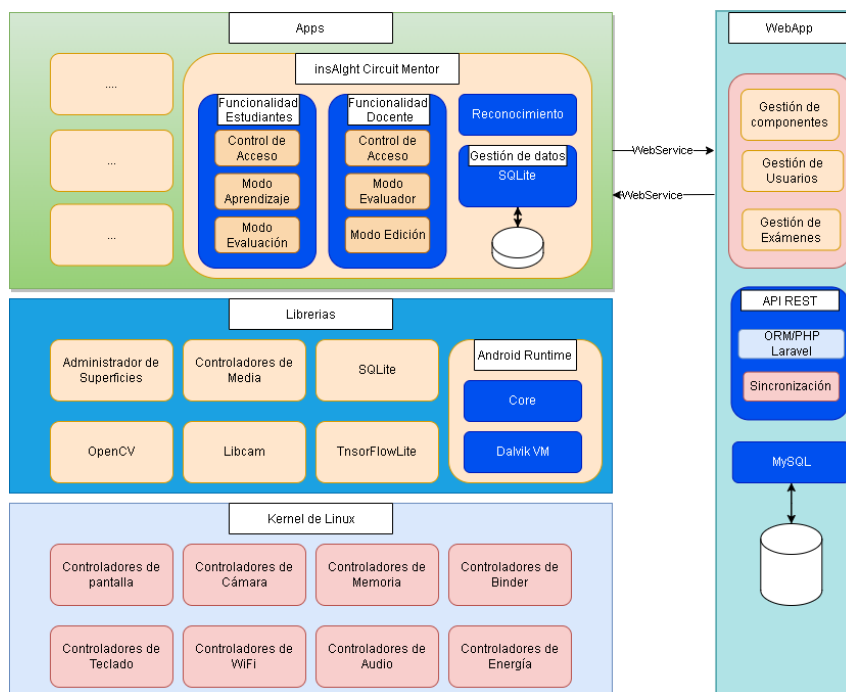 Apps
insAIght Circuit Mentor
....
...
...
Funcionalidad
Estudiantes
Control de
Acceso
Modo
Aprendizaje
Modo
Evaluación
Funcionalidad
Docente
Control de
Acceso
Modo
Evaluador
Modo Edición
Reconocimiento
Gestión de datos
SQLite
WebService
WebService
WebApp
Gestión de
componentes
Gestión de
Usuarios
Gestión de
Exámenes
API REST
ORM/PHP
Laravel
Sincronización
MySQL
Librerias
Administrador de
Superficies
Controladores de
Media
SQLite
OpenCV
Libcam
TnsorFlowLite
Android Runtime
Core
Dalvik VM
Kernel de Linux
Controladores de
pantalla
Controladores de
Cámara
Controladores de
Memoria
Controladores de
Binder
Controladores de
Teclado
Controladores de
WiFi
Controladores de
Audio
Controladores de
Energía